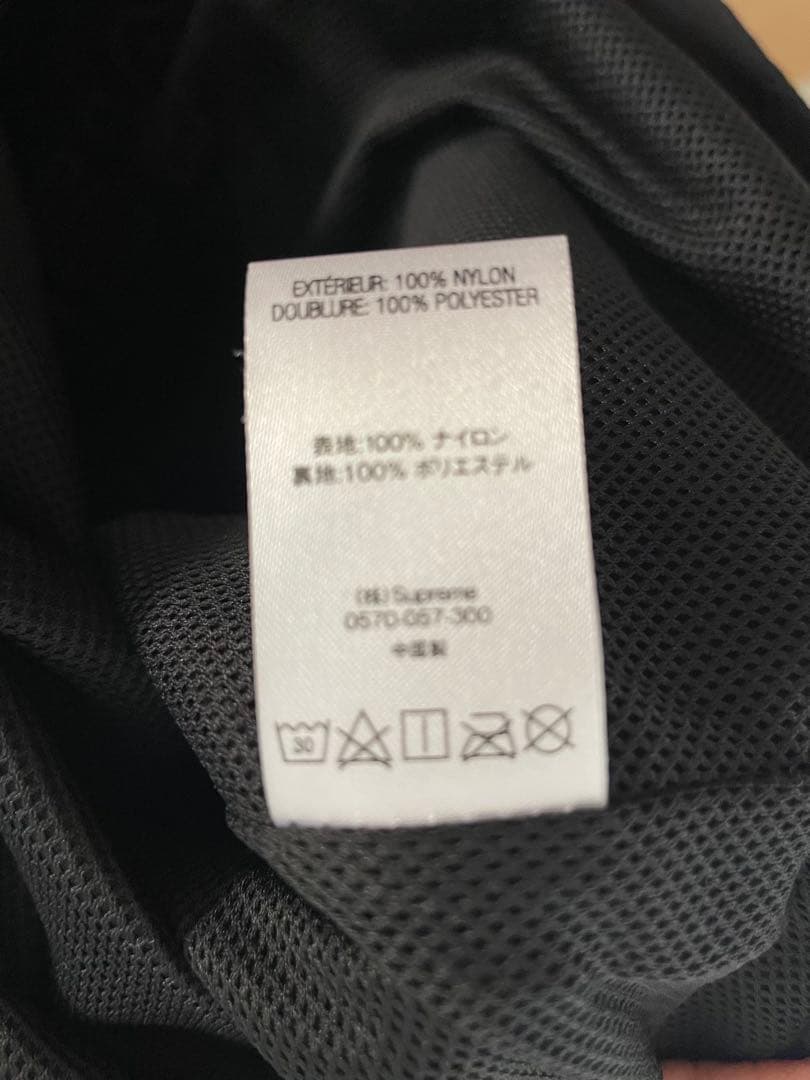 EXTÉRIEUR: 100% NYLON
DOUBLURE: 100% POLYESTER
表地:100% ナイロン
裏地:100% ポリエステル
(株)Supreme
0570-057-300
中国製
30